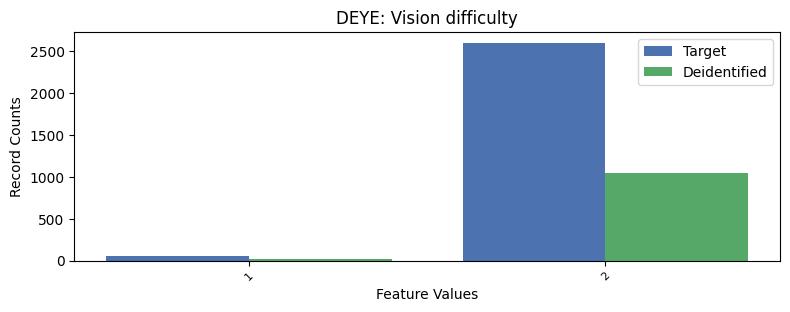 DEYE: Vision difficulty
Record Counts
2500
2000
1500
1000
500
0
Target
Deidentified
1
2
Feature Values